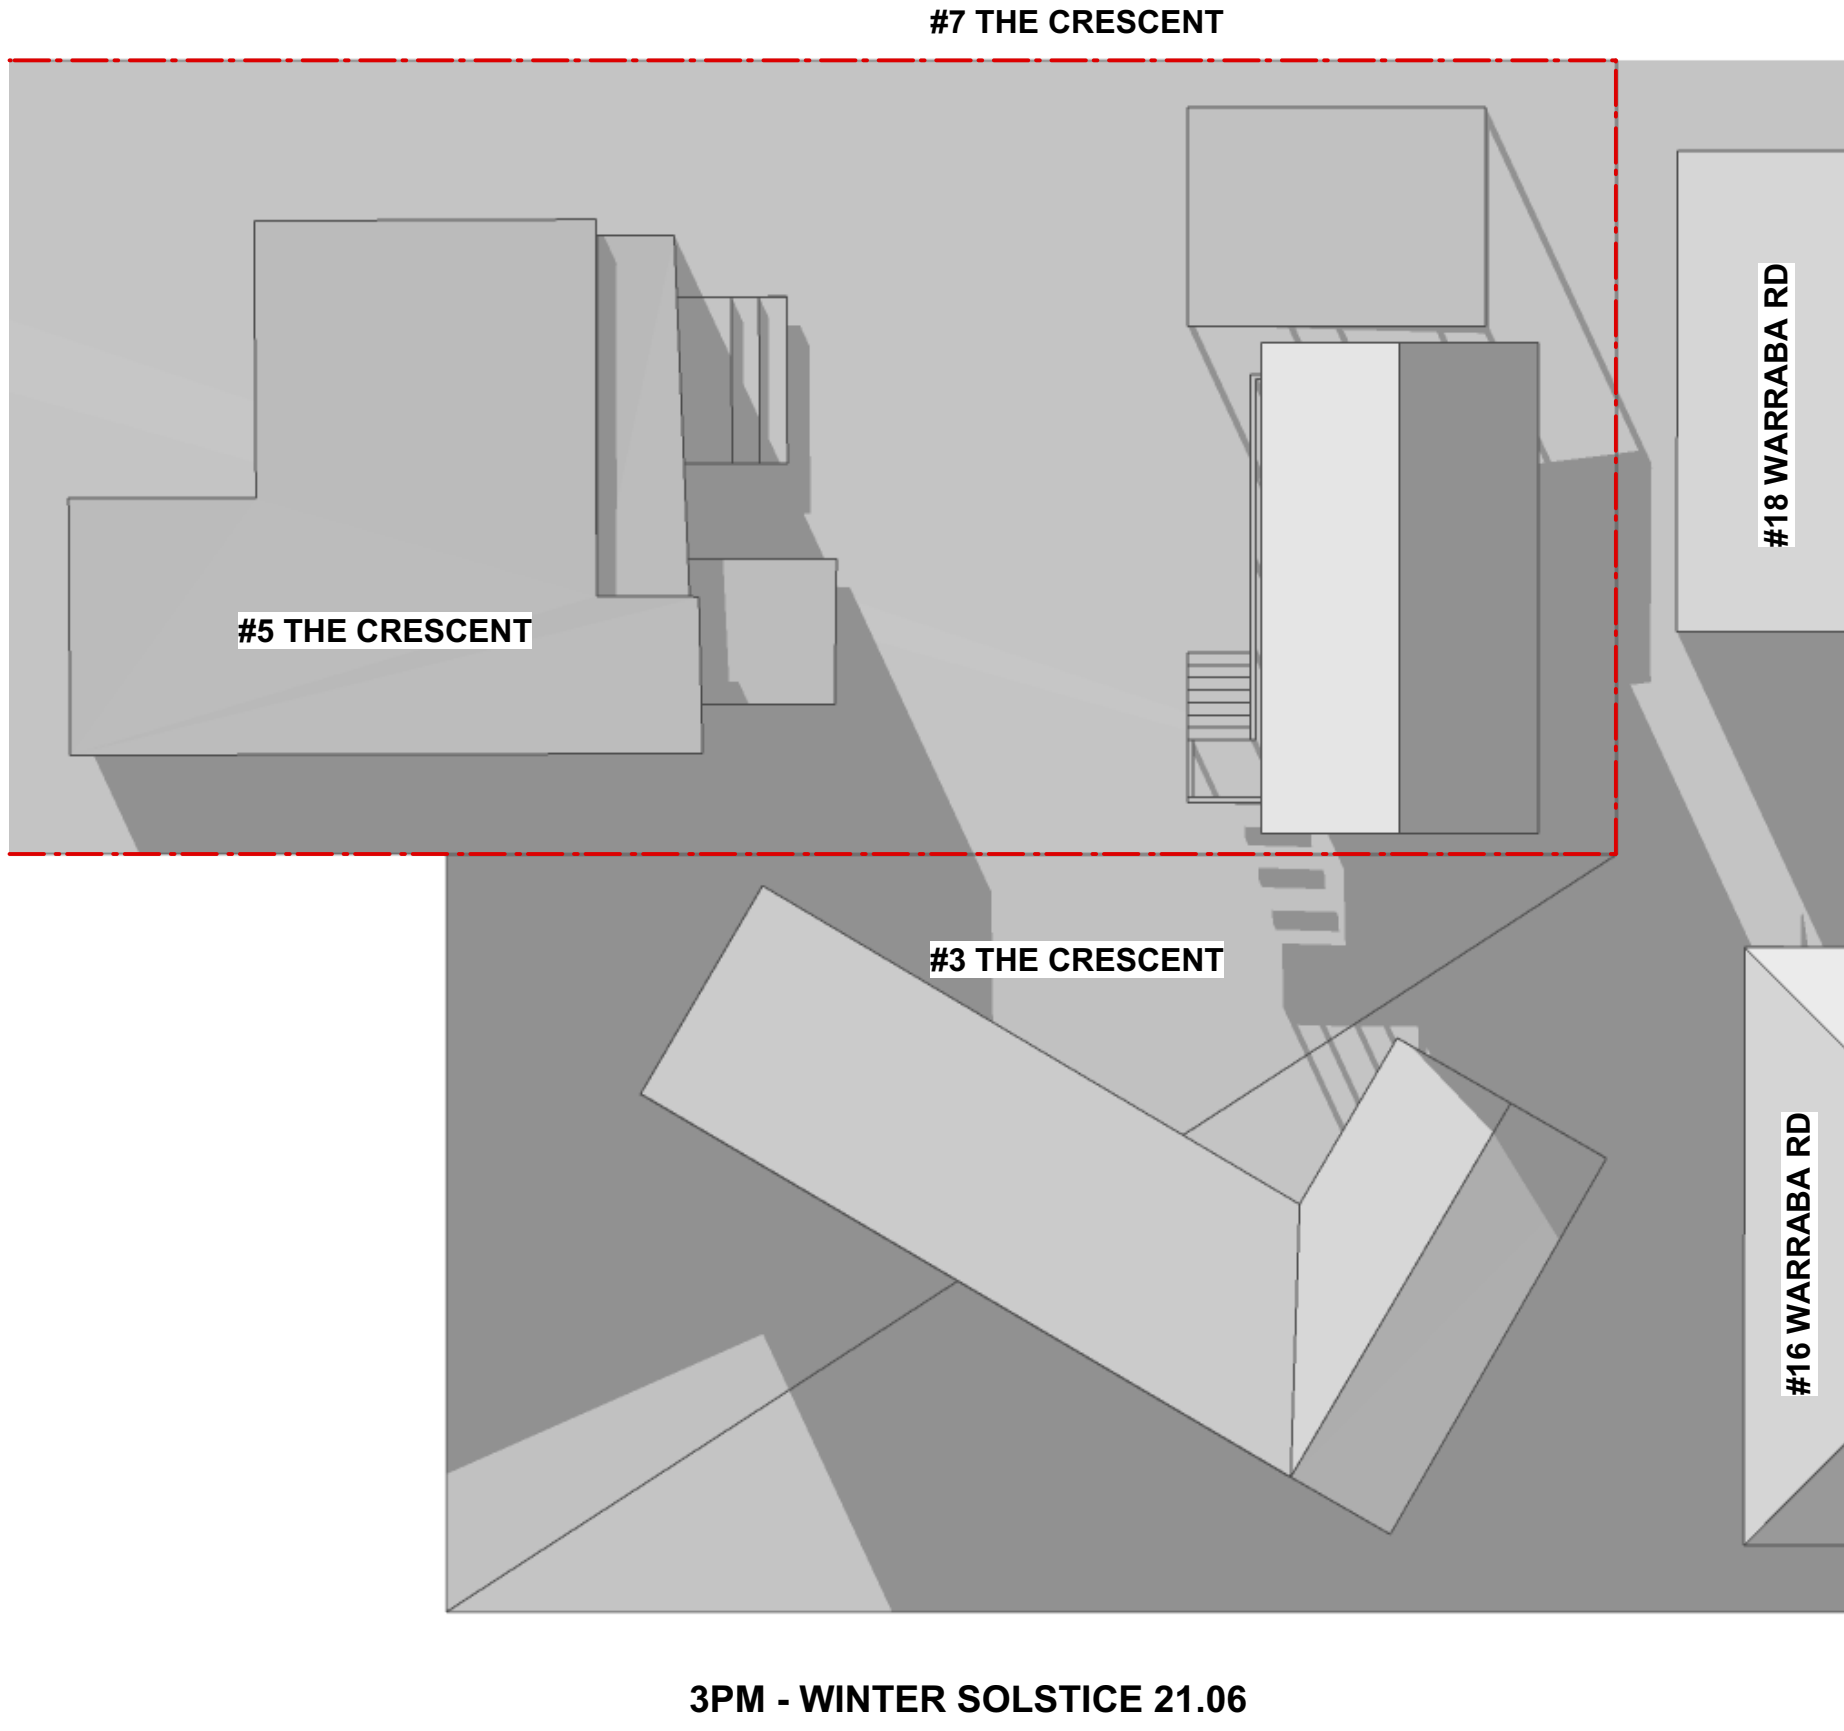 #7 THE CRESCENT
#18 WARRABA RD
#5 THE CRESCENT
#3 THE CRESCENT
#16 WARRABA RD
3PM - WINTER SOLSTICE 21.06